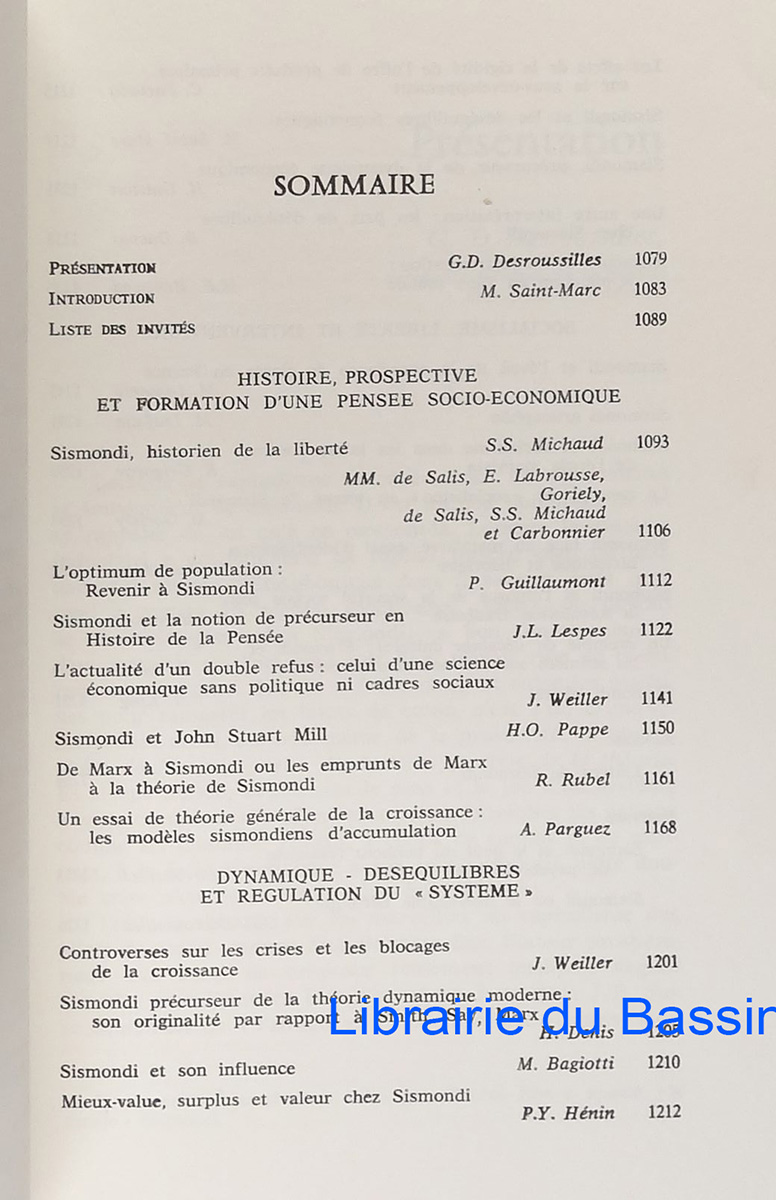 SOMMAIRE
PRÉSENTATION G.D. Desroussilles 1079
INTRODUCTION M. Saint-Marc 1083
LISTE DES INVITÉS 1089
HISTOIRE, PROSPECTIVE
ET FORMATION D'UNE PENSEE SOCIO-ECONOMIQUE
Sismondi, historien de la liberté S.S. Michaud 1093
MM. de Salis, E. Labrousse,
Goriely,
de Salis, S.S. Michaud
et Carbonnier 1106
L'optimum de population :
Revenir à Sismondi P. Guillaumont 1112
Sismondi et la notion de précurseur en
Histoire de la Pensée J.L. Lespes 1122
L'actualité d'un double refus : celui d'une science
économique sans politique ni cadres sociaux
J. Weiller 1141
Sismondi et John Stuart Mill H.O. Pappe 1150
De Marx à Sismondi ou les emprunts de Marx
à la théorie de Sismondi R. Rubel 1161
Un essai de théorie générale de la croissance :
les modèles sismondiens d'accumulation A. Parguez 1168
DYNAMIQUE - DESEQUILIBRES
ET REGULATION DU « SYSTEME »
Controverses sur les crises et les blocages
de la croissance J. Weiller 1201
Sismondi précurseur de la théorie dynamique moderne :
son originalité par rapport à Smith, Say, Marx
Librairie du Bassin
H. Denis 1205
Sismondi et son influence M. Bagiotti 1210
Mieux-value, surplus et valeur chez Sismondi
P.Y. Hénin 1212